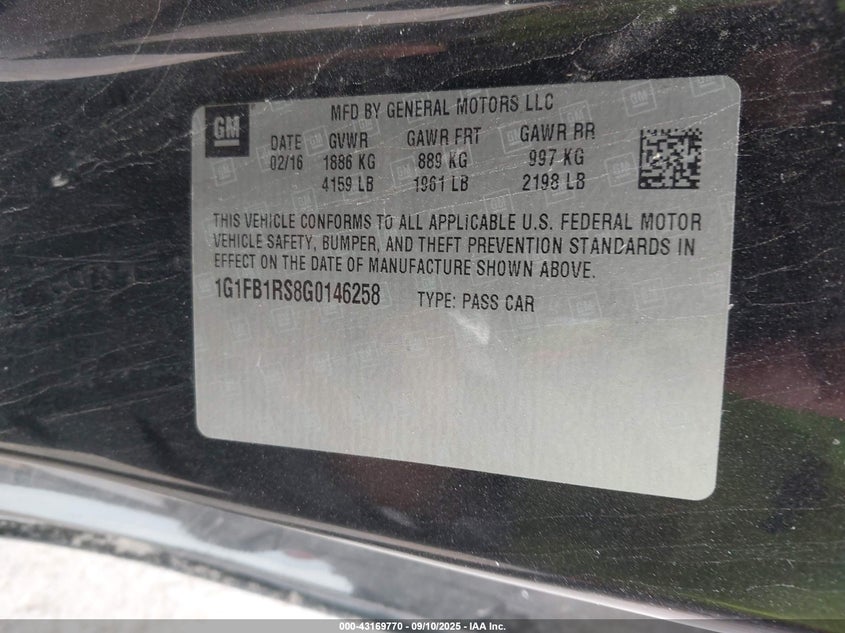 GM
MFD BY GENERAL MOTORS LLC
DATE GVWR GAWR FRT GAWR RR
02/16 1886 KG 889 KG 997 KG
4159 LB 1961 LB 2198 LB
THIS VEHICLE CONFORMS TO ALL APPLICABLE U.S. FEDERAL MOTOR
VEHICLE SAFETY, BUMPER, AND THEFT PREVENTION STANDARDS IN
EFFECT ON THE DATE OF MANUFACTURE SHOWN ABOVE.
1G1FB1RS8G0146258 TYPE: PASS CAR
000-43169770 - 09/10/2025 - IAA Inc.